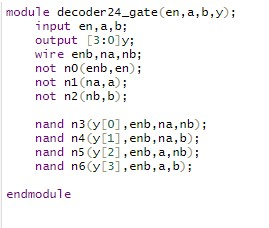 module decoder24_gate(en,a,b,y);
input en,a,b;
output [3:0]y;
wire enb,na,nb;
not n0(enb,en);
not n1(na,a);
not n2(nb,b);
nand n3(y[0],enb,na,nb);
nand n4(y[1],enb,na,b);
nand n5(y[2],enb,a,nb);
nand n6(y[3],enb,a,b);
endmodule